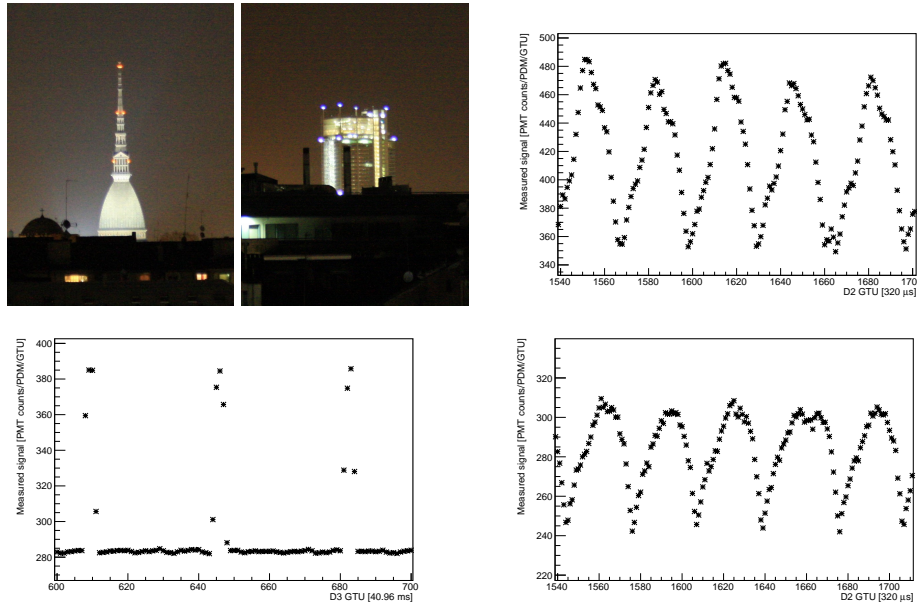 Measured signal [PMT counts/PDM/GTU]
500
480
460
440
420
400
380
360
340
1540 1560 1580 1600 1620 1640 1660 1680 170
D2 GTU [320 μs]
Measured signal [PMT counts/PDM/GTU]
400
380
360
340
320
300
280
600 620 640 660 680 700
D3 GTU [40.96 ms]
Measured signal [PMT counts/PDM/GTU]
320
300
280
260
240
220
1540 1560 1580 1600 1620 1640 1660 1680 1700
D2 GTU [320 μs]